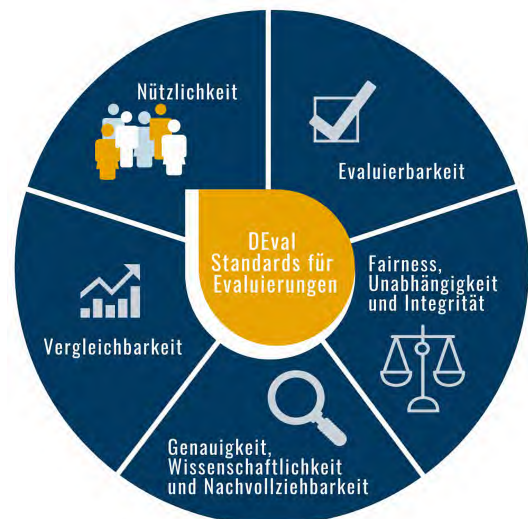 Nützlichkeit
Evaluierbarkeit
DEval
Standards für
Evaluierungen
Fairness,
Unabhängigkeit
und Integrität
Vergleichbarkeit
Genauigkeit,
Wissenschaftlichkeit
und Nachvollziehbarkeit